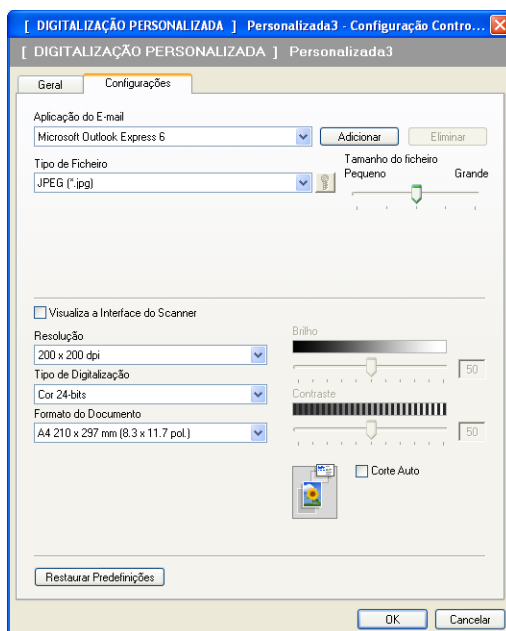 [ DIGITALIZAÇÃO PERSONALIZADA ]   Personalizada3 - Configuração Contro...
[ DIGITALIZAÇÃO PERSONALIZADA ]   Personalizada3
Geral
Configurações
Aplicação do E-mail
Microsoft Outlook Express 6
Adicionar
Eliminar
Tipo de Ficheiro
JPEG (*.jpg)
Tamanho do ficheiro
Pequeno
Grande
Visualiza a Interface do Scanner
Resolução
200 x 200 dpi
Tipo de Digitalização
Cor 24-bits
Formato do Documento
A4 210 x 297 mm (8.3 x 11.7 pol.)
Brilho
50
Contraste
50
Corte Auto
Restaurar Predefinições
OK
Cancelar